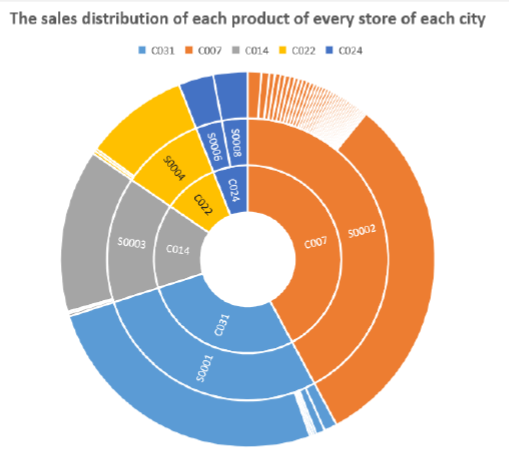 The sales distribution of each product of every store of each city
C031 C007 C014 C022 C024
S0006
S0008
C024
S0004
C022
C007
S0002
S0003
C014
C031
S0001